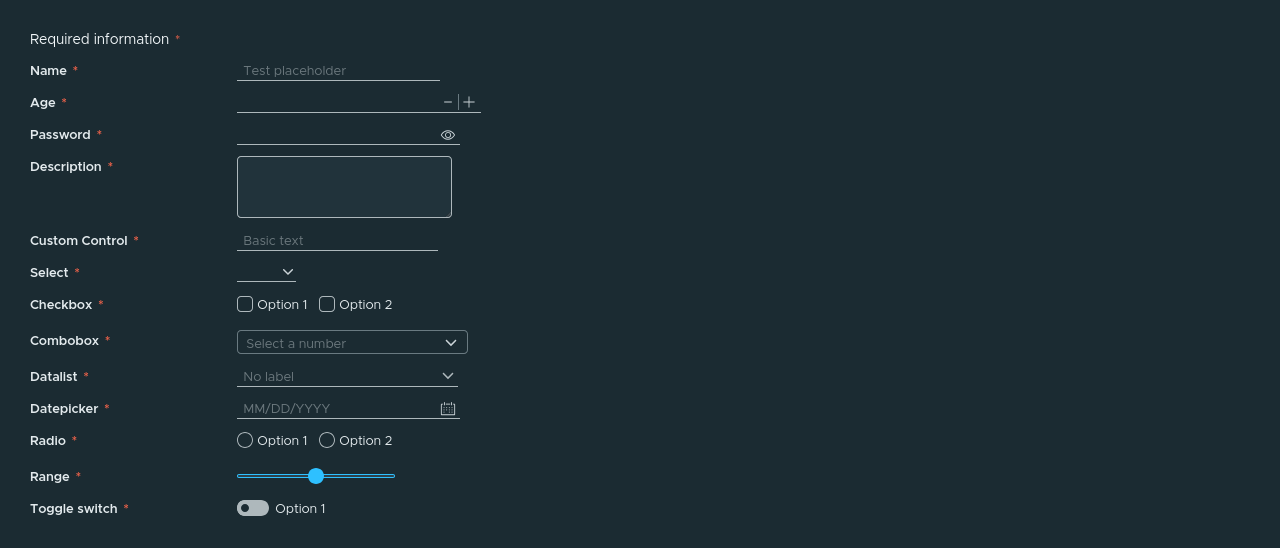 Required information *
Name * Test placeholder
Age *
Password *
Description *
Custom Control * Basic text
Select *
Checkbox * Option 1 Option 2
Combobox * Select a number
Datalist * No label
Datepicker * MM/DD/YYYY
Radio * Option 1 Option 2
Range *
Toggle switch * Option 1